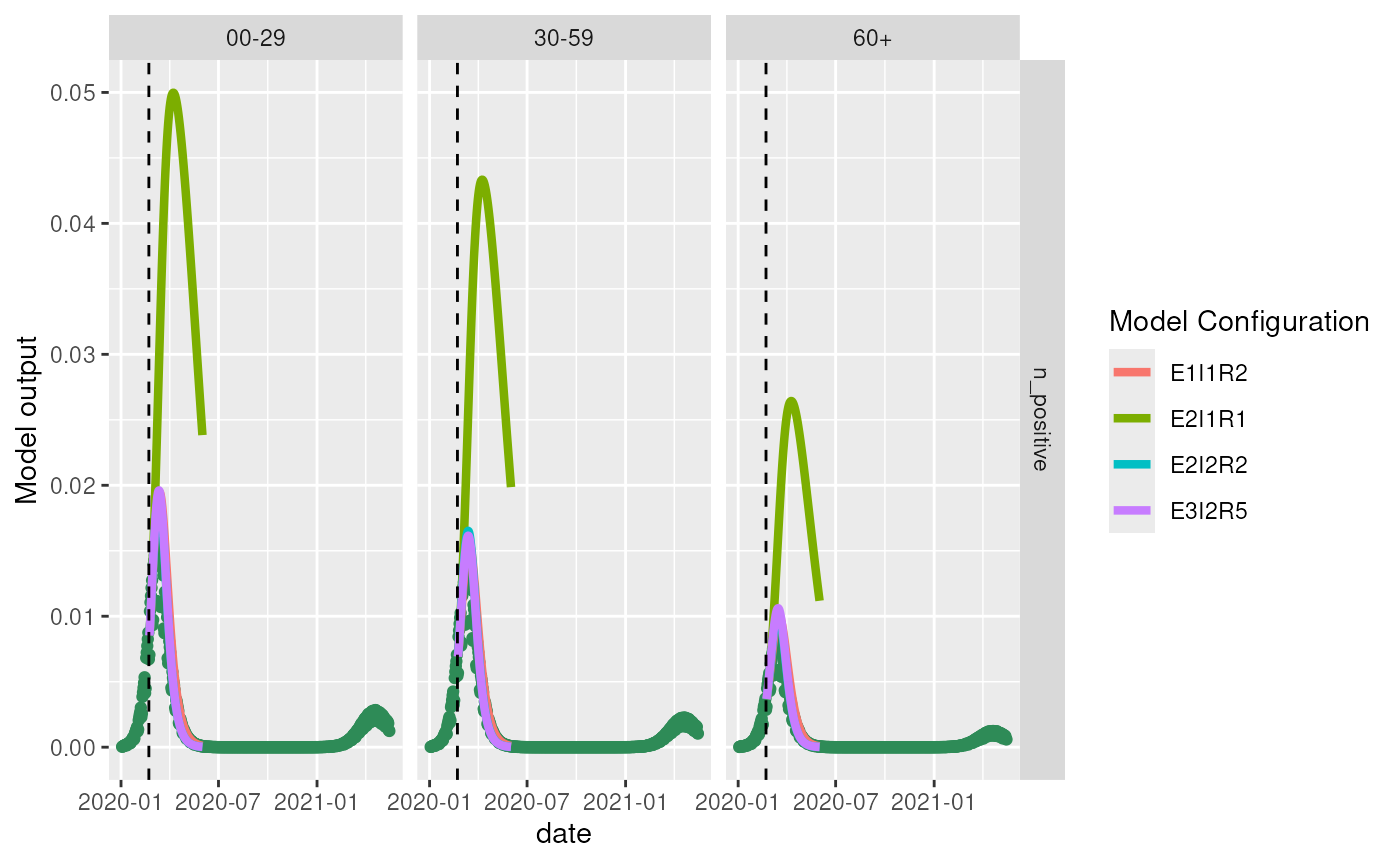 00-29 30-59 60+
0.05
0.04
0.03
0.02
0.01
0.00
Model output
n_positive
2020-01 2020-07 2021-01 2020-01 2020-07 2021-01 2020-01 2020-07 2021-01
date
Model Configuration
E1I1R2
E2I1R1
E2I2R2
E3I2R5